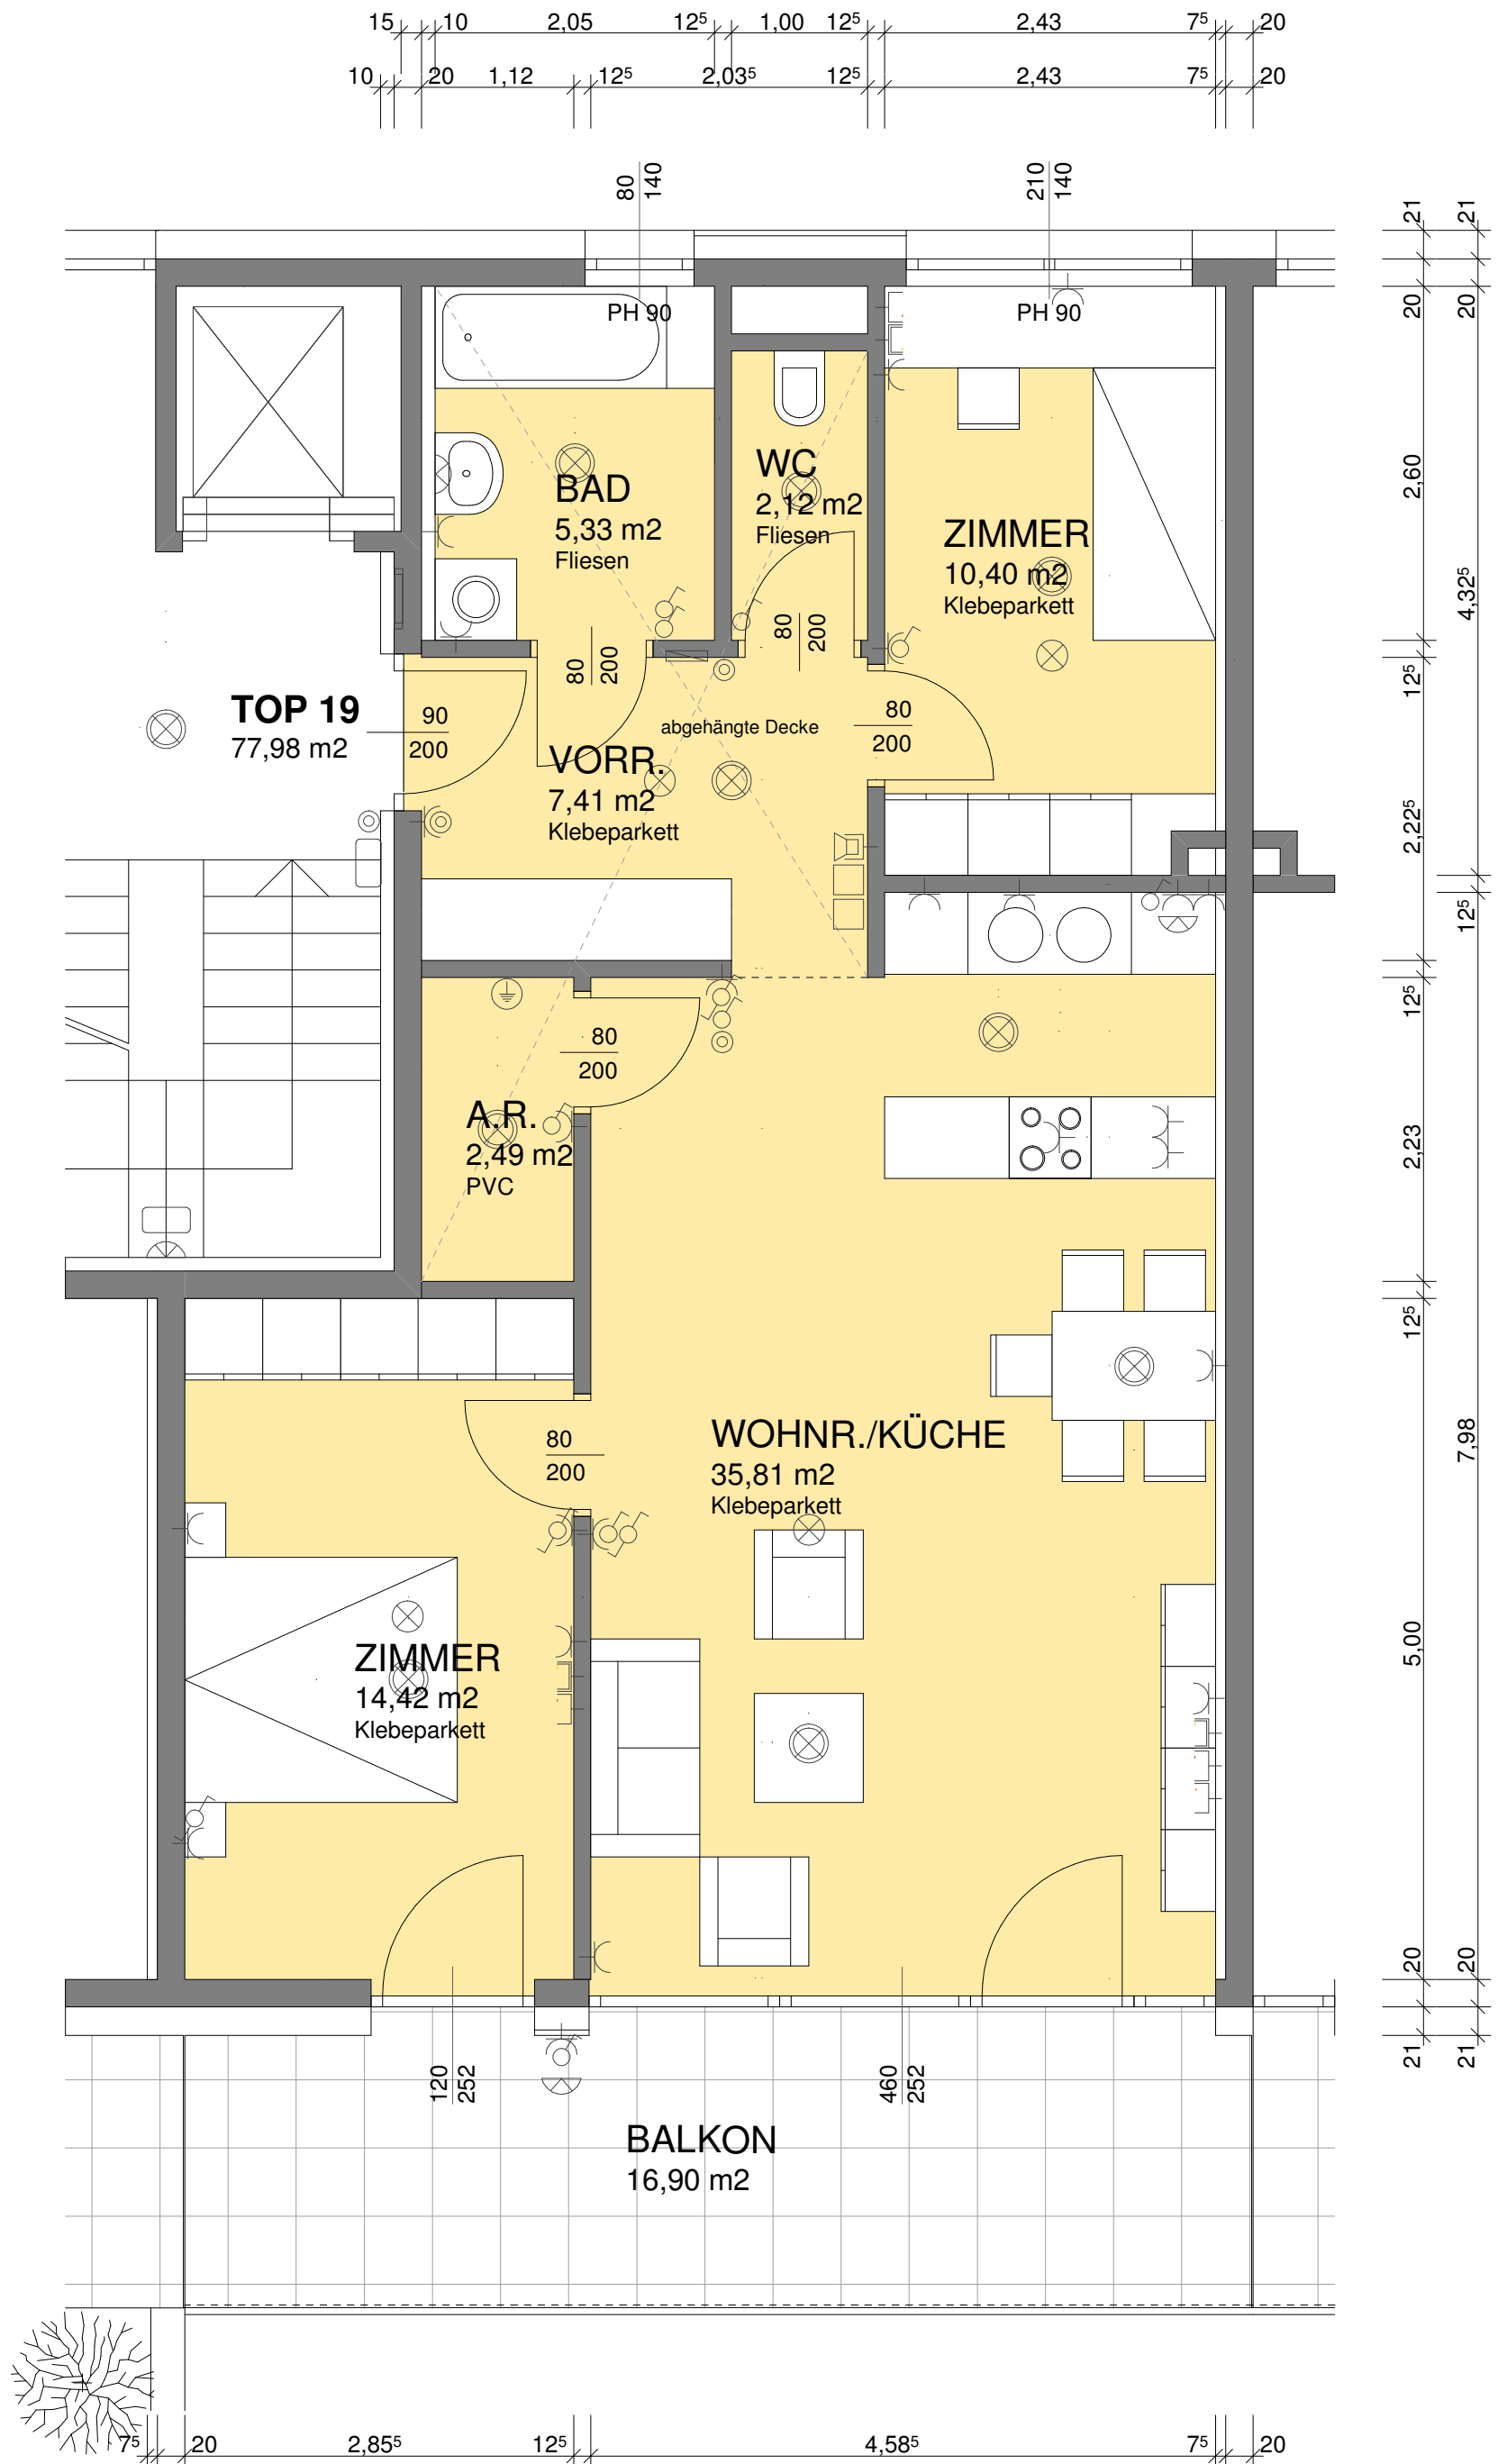 15 10 2,05 12⁵ 1,00 12⁵ 2,43 7⁵ 20
10 20 1,12 12⁵ 2,03⁵ 12⁵ 2,43 7⁵ 20
80
140
210
140
PH 90
PH 90
BAD
5,33 m2
Fliesen
WC
2,12 m2
Fliesen
ZIMMER
10,40 m2
Klebeparkett
80
200
80
200
TOP 19
77,98 m2
90
200
abgehängte Decke
80
200
VORR.
7,41 m2
Klebeparkett
80
200
A.R.
2,49 m2
PVC
WOHNR./KÜCHE
35,81 m2
Klebeparkett
80
200
ZIMMER
14,42 m2
Klebeparkett
120
252
460
252
BALKON
16,90 m2
21
20
2,60
12⁵
2,22⁵
12⁵
2,23
12⁵
5,00
20
21
21
20
4,32⁵
12⁵
7,98
20
21
7⁵ 20 2,85⁵ 12⁵ 4,58⁵ 7⁵ 20